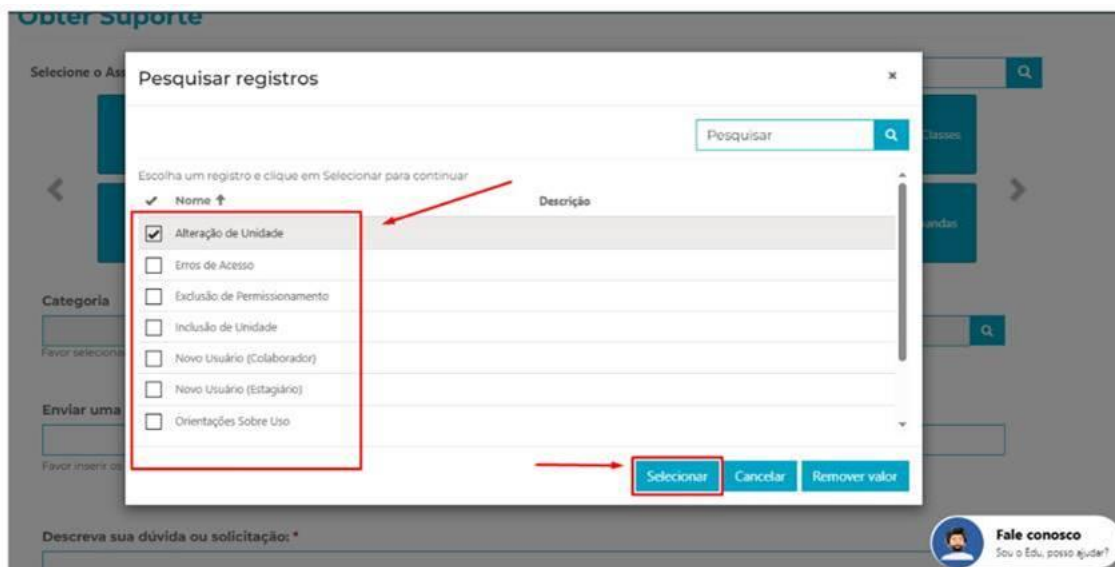 Obter Suporte
Selecione o Ass
Pesquisar registros
×
Pesquisar
Classes
Escolha um registro e clique em Selecionar para continuar
Nome ↑ Descrição
Alteração de Unidade
andas
Erros de Acesso
Exclusão de Permissionamento
Categoria
Inclusão de Unidade
Favor seleciona
Novo Usuário (Colaborador)
Novo Usuário (Estagiário)
Enviar uma
Orientações Sobre Uso
Favor inserir os
Selecionar Cancelar Remover valor
Descreva sua dúvida ou solicitação: *
Fale conosco
Sou o Edu, posso ajudar?